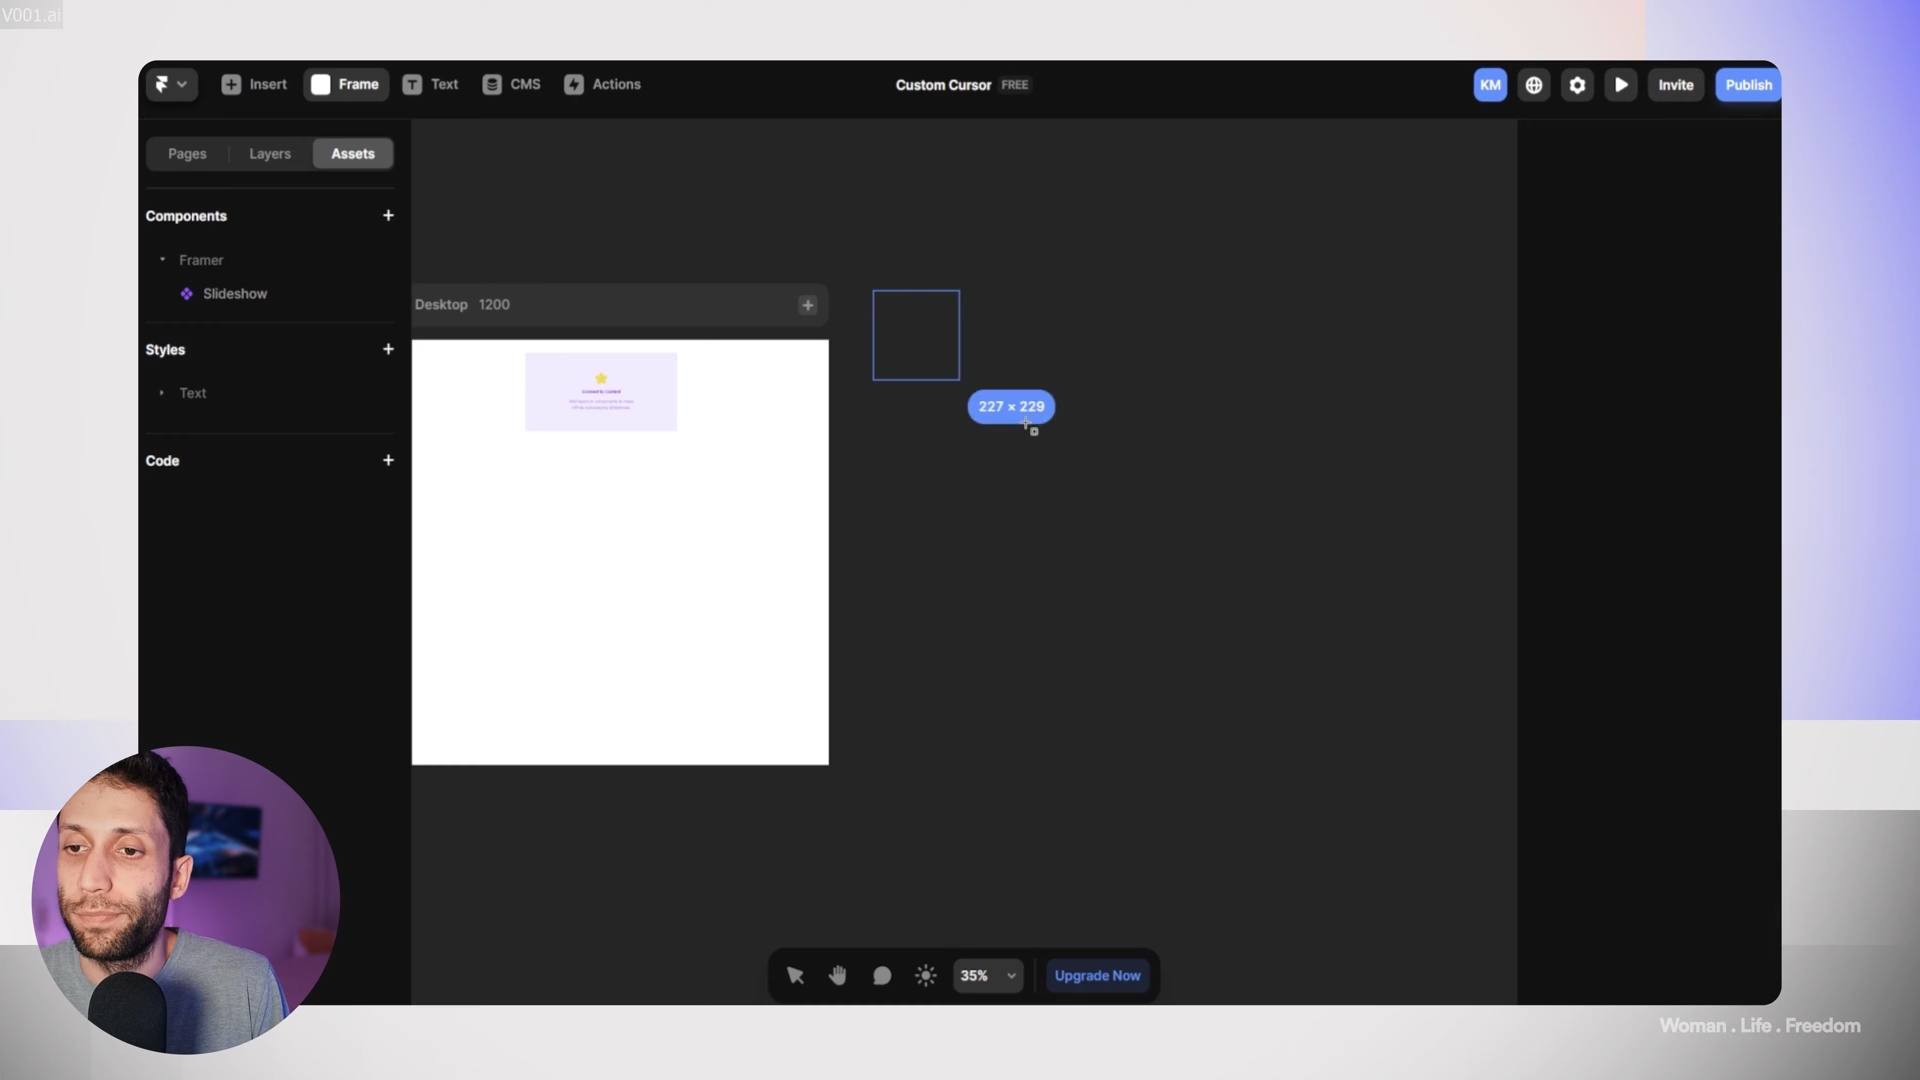 V001.ai
Insert
Frame
Text
CMS
Actions
Custom Cursor FREE
KM
Invite
Publish
Pages
Layers
Assets
Components
Framer
Slideshow
Styles
Text
Code
Desktop 1200
227 × 229
35%
Upgrade Now
Woman . Life . Freedom